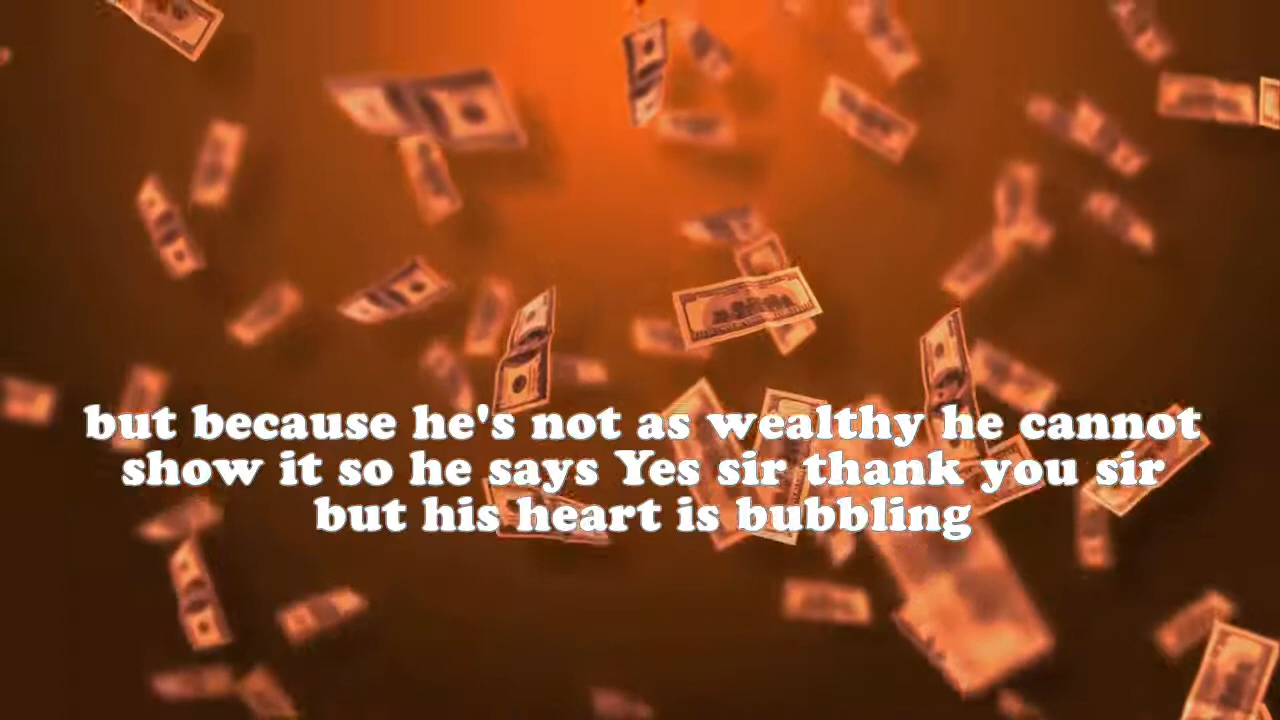 but because he's not as wealthy he cannot
show it so he says Yes sir thank you sir
but his heart is bubbling